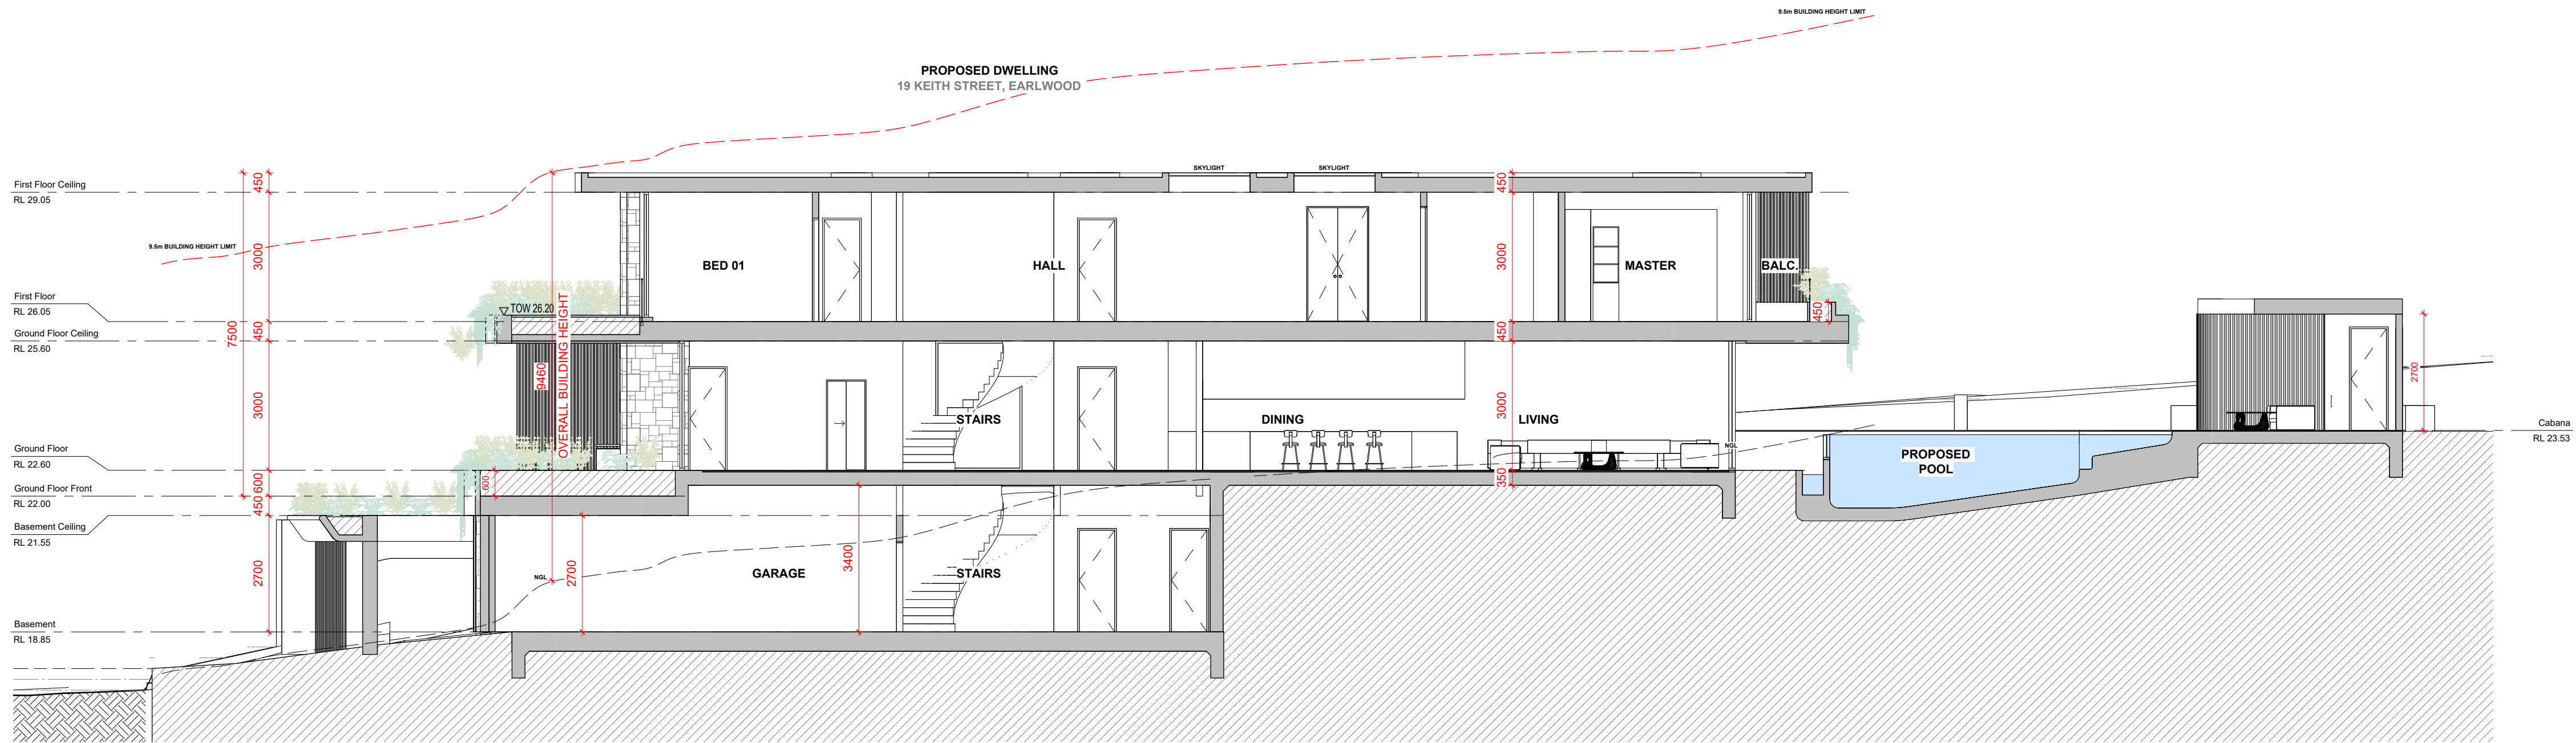 9.5m BUILDING HEIGHT LIMIT
PROPOSED DWELLING
19 KEITH STREET, EARLWOOD
SKYLIGHT
SKYLIGHT
First Floor Ceiling
RL 29.05
450
450
9.5m BUILDING HEIGHT LIMIT
3000
BED 01
HALL
3000
MASTER
BALC.
First Floor
RL 26.05
TOW 26.20
450
Ground Floor Ceiling
RL 25.60
7500
450
450
9460
OVERALL BUILDING HEIGHT
2700
3000
STAIRS
DINING
3000
LIVING
Cabana
RL 23.53
Ground Floor
RL 22.60
NGL
PROPOSED
POOL
600
600
350
Ground Floor Front
RL 22.00
450
Basement Ceiling
RL 21.55
2700
NGL
2700
GARAGE
3400
STAIRS
Basement
RL 18.85